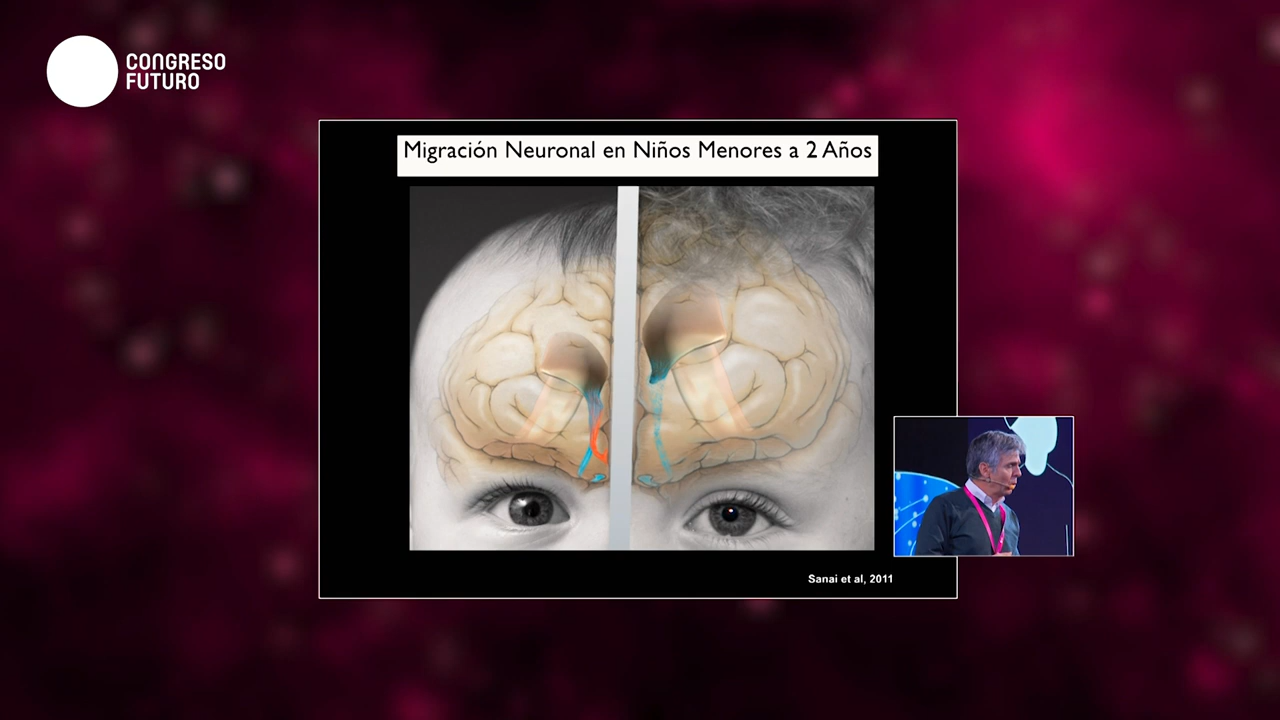 CONGRESO
FUTURO
Migración Neuronal en Niños Menores a 2 Años
Sanai et al, 2011